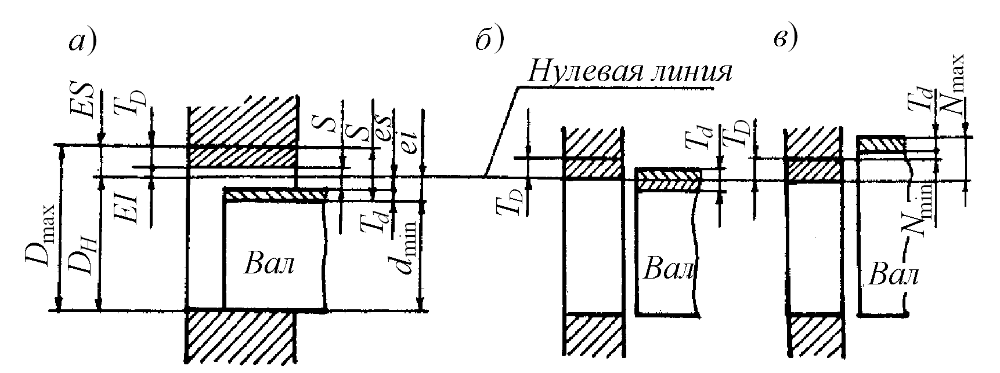 а) б) в)
Нулевая линия
ES T_D S S es ei
T_d T_D T_d N_max
D_max D_H EI T_d d_min
T_D N_min
Вал Вал Вал